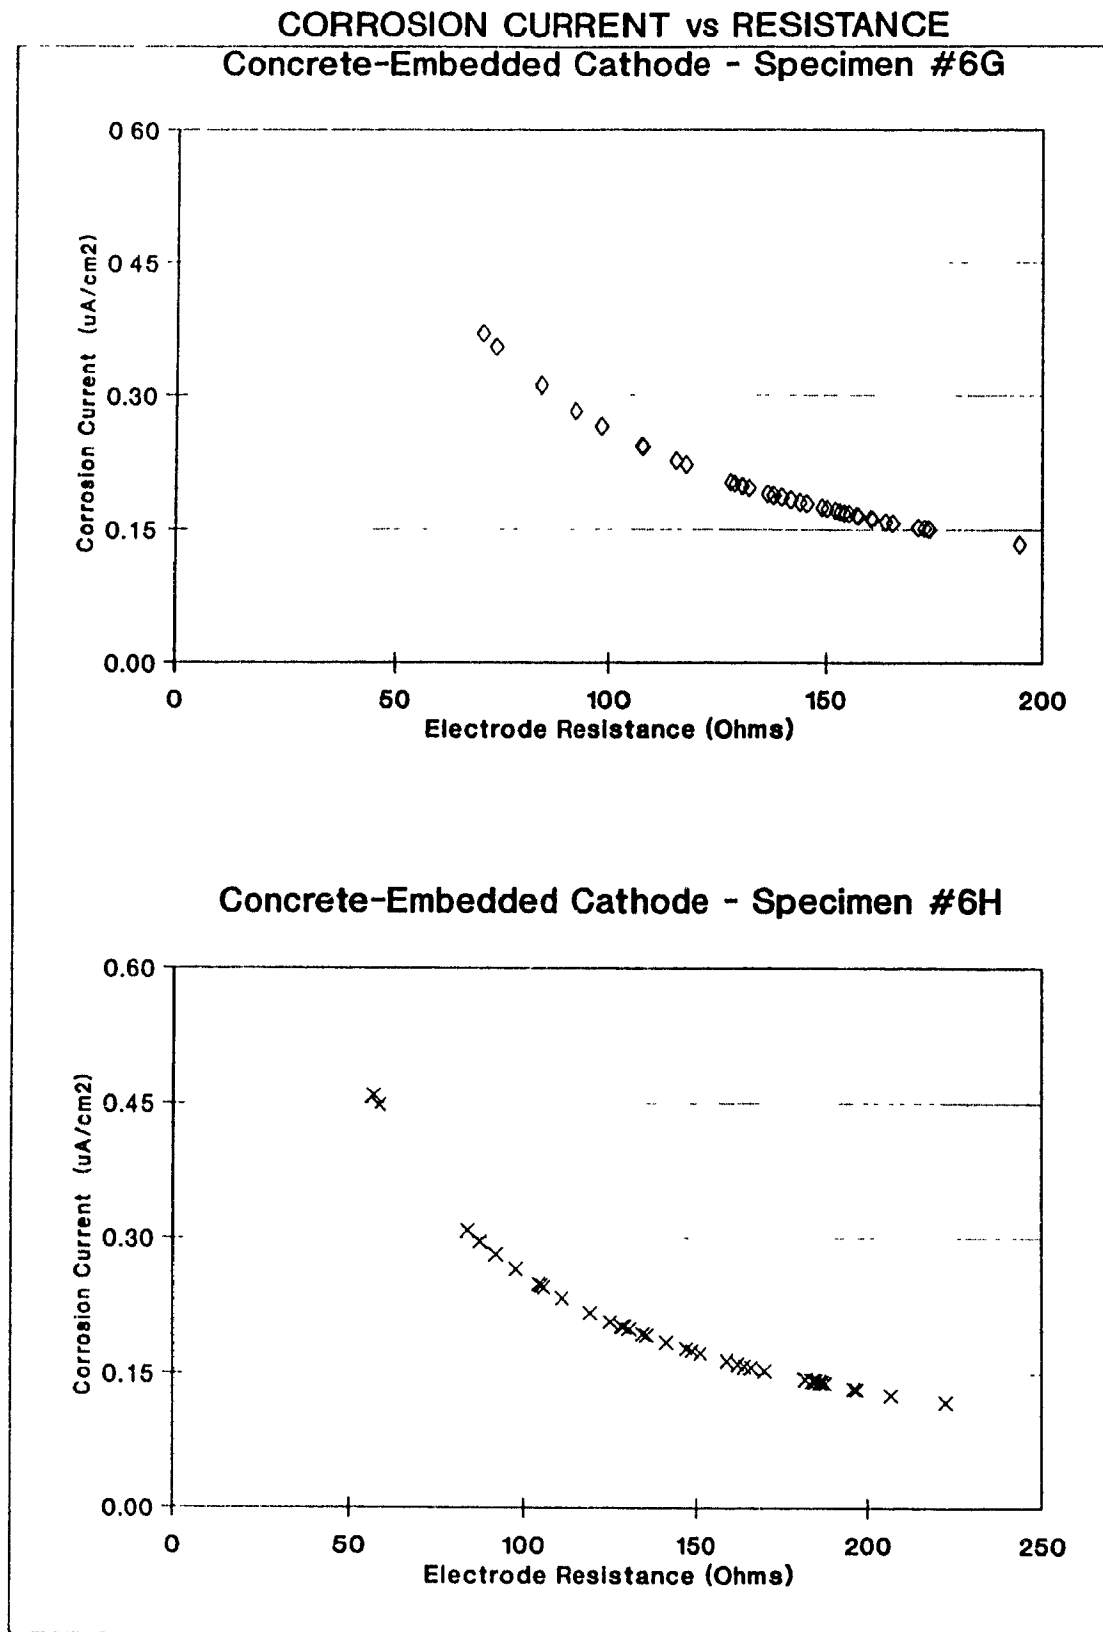 CORROSION CURRENT vs RESISTANCE
Concrete-Embedded Cathode - Specimen #6G
0 60
0 45
0.30
0.15
0.00
Corrosion Current (uA/cm2)
0 50 100 150 200
Electrode Resistance (Ohms)
Concrete-Embedded Cathode - Specimen #6H
0.60
0.45
0.30
0.15
0.00
Corrosion Current (uA/cm2)
0 50 100 150 200 250
Electrode Resistance (Ohms)